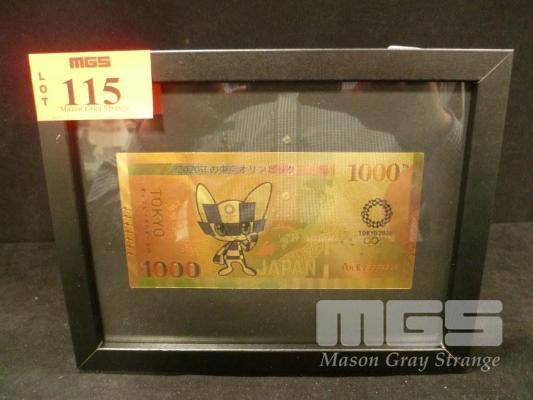 MGS
LOT
115
Mason Gray Strange
2020年の東京オリンピック
1000
TOKYO
TOKYO 2020
1000
JAPAN
MGS
Mason Gray Strange